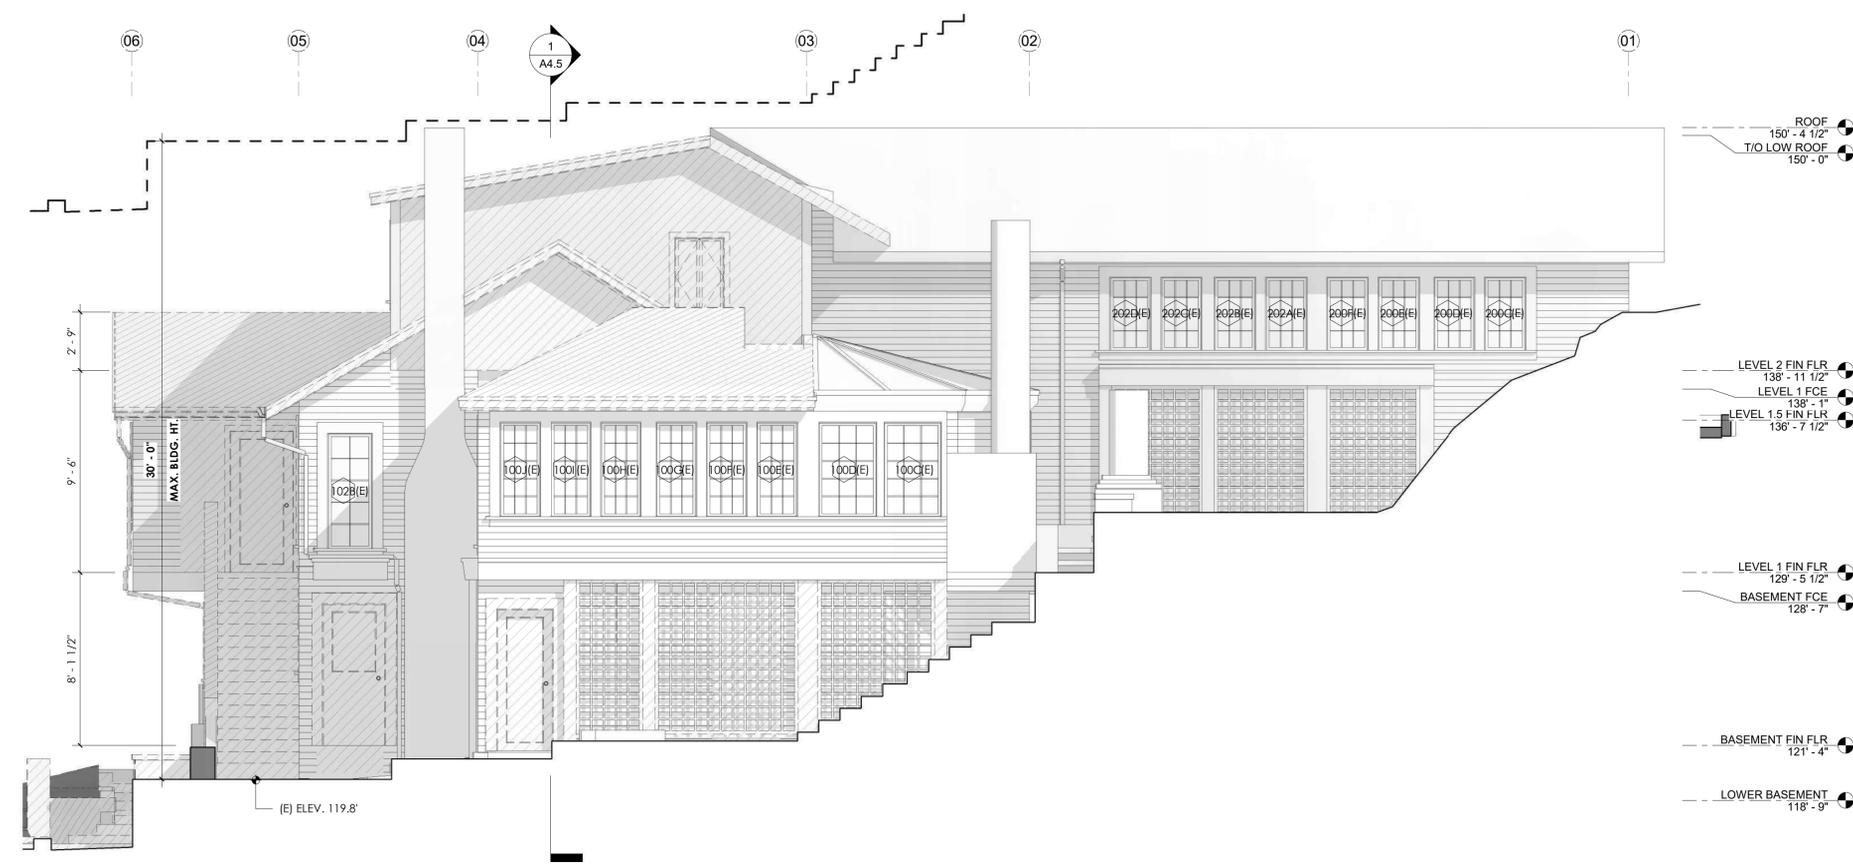 06
05
04
03
02
01
1
A4.5
ROOF
150' - 4 1/2"
T/O LOW ROOF
150' - 0"
202D(E)
202C(E)
202B(E)
202A(E)
200F(E)
200E(E)
200D(E)
200C(E)
2' - 9"
LEVEL 2 FIN FLR
138' - 11 1/2"
LEVEL 1 FCE
138' - 1"
LEVEL 1.5 FIN FLR
136' - 7 1/2"
9' - 6"
30' - 0"
MAX. BLDG. HT.
102B(E)
100J(E)
100I(E)
100H(E)
100G(E)
100F(E)
100E(E)
100D(E)
100C(E)
LEVEL 1 FIN FLR
129' - 5 1/2"
BASEMENT FCE
128' - 7"
8' - 1 1/2"
BASEMENT FIN FLR
121' - 4"
LOWER BASEMENT
118' - 9"
(E) ELEV. 119.8'